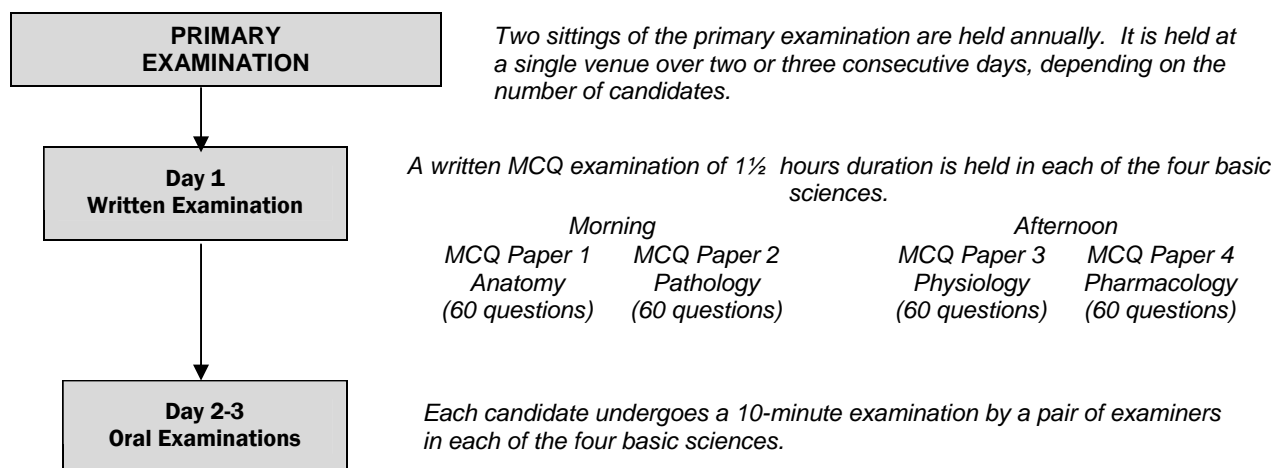 PRIMARY
EXAMINATION
Two sittings of the primary examination are held annually. It is held at
a single venue over two or three consecutive days, depending on the
number of candidates.
Day 1
Written Examination
A written MCQ examination of 1½ hours duration is held in each of the four basic
sciences.
Morning Afternoon
MCQ Paper 1 MCQ Paper 2 MCQ Paper 3 MCQ Paper 4
Anatomy Pathology Physiology Pharmacology
(60 questions) (60 questions) (60 questions) (60 questions)
Day 2-3
Oral Examinations
Each candidate undergoes a 10-minute examination by a pair of examiners
in each of the four basic sciences.